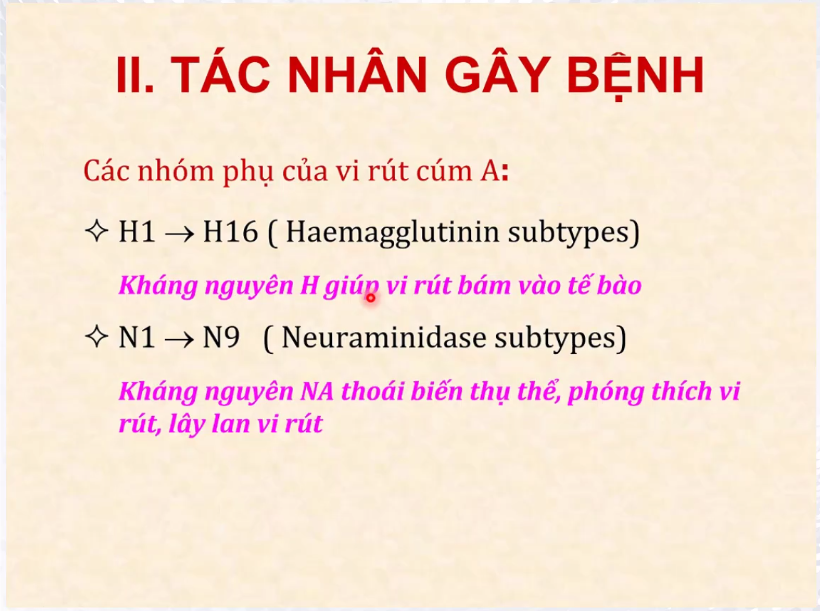 II. TÁC NHÂN GÂY BỆNH
Các nhóm phụ của vi rút cúm A:
✧ H1 → H16 ( Haemagglutinin subtypes)
Kháng nguyên H giúp vi rút bám vào tế bào
✧ N1 → N9 ( Neuraminidase subtypes)
Kháng nguyên NA thoái biến thụ thể, phóng thích vi
rút, lây lan vi rút